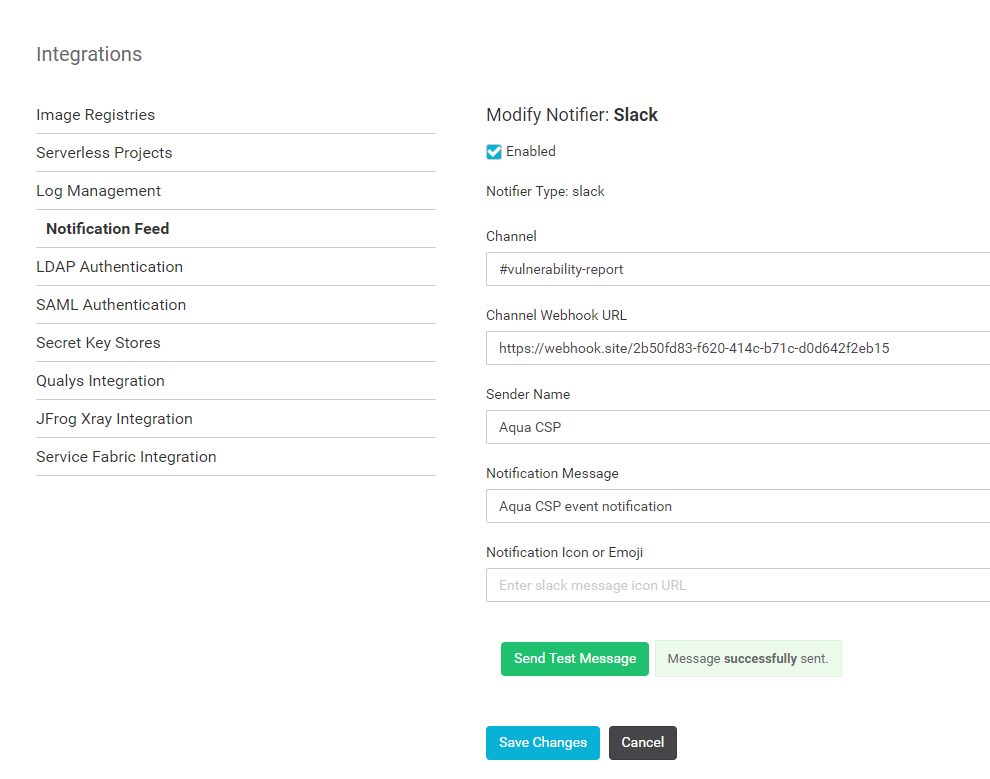 Integrations
Image Registries
Serverless Projects
Log Management
Notification Feed
LDAP Authentication
SAML Authentication
Secret Key Stores
Qualys Integration
JFrog Xray Integration
Service Fabric Integration
Modify Notifier: Slack
Enabled
Notifier Type: slack
Channel
#vulnerability-report
Channel Webhook URL
https://webhook.site/2b50fd83-f620-414c-b71c-d0d642f2eb15
Sender Name
Aqua CSP
Notification Message
Aqua CSP event notification
Notification Icon or Emoji
Enter slack message icon URL
Send Test Message
Message successfully sent.
Save Changes
Cancel